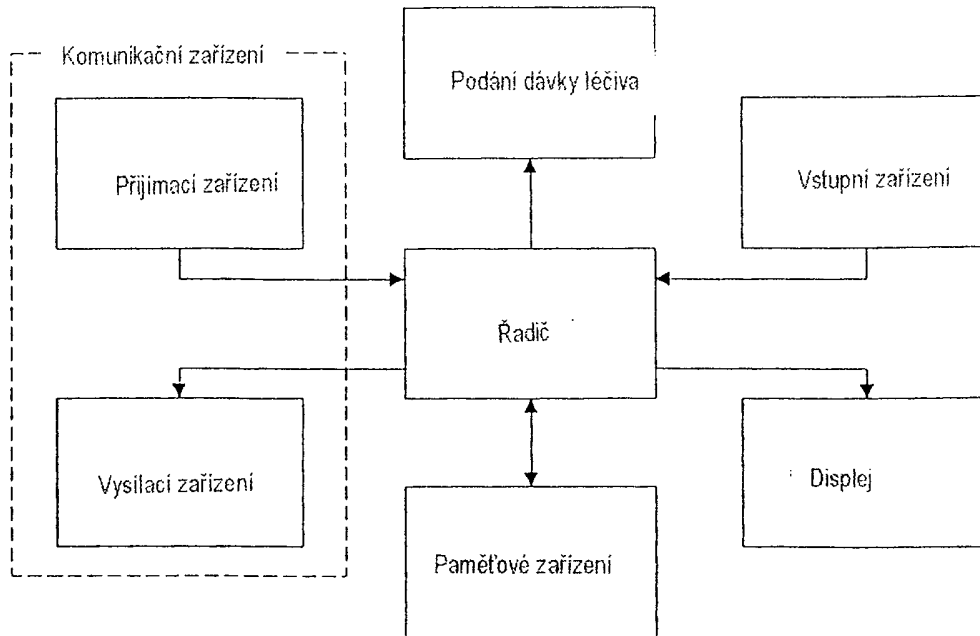 Komunikační zařízení
Podání dávky léčiva
Přijímací zařízení
Vstupní zařízení
Řadič
Vysílací zařízení
Displej
Paměťové zařízení